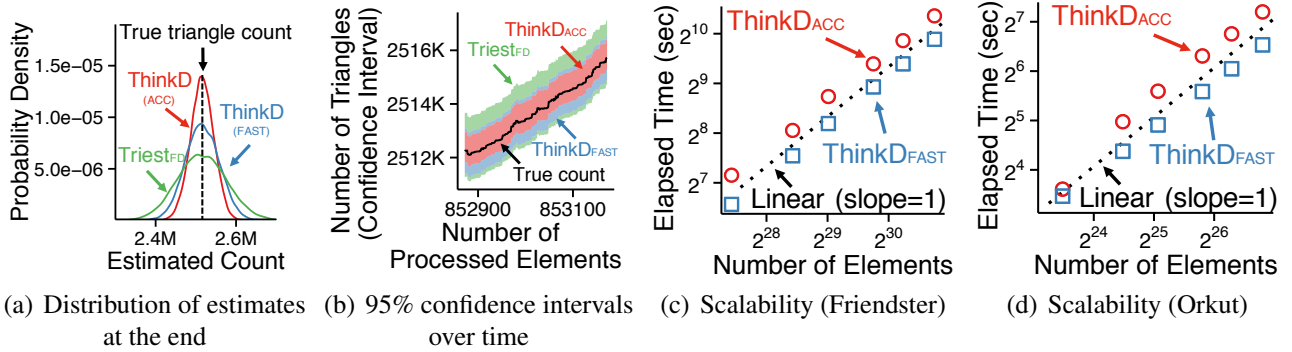 Probability Density
1.5e-05
1.0e-05
5.0e-06
True triangle count
ThinkD
(ACC)
ThinkD
(FAST)
TriestFD
2.4M
2.6M
Estimated Count
(a) Distribution of estimates
at the end
Number of Triangles
(Confidence Interval)
2516K
2514K
2512K
TriestFD
ThinkDACC
ThinkDFAST
True count
852900
853100
Number of
Processed Elements
(b) 95% confidence intervals
over time
Elapsed Time (sec)
2^10
2^9
2^8
2^7
ThinkDACC
ThinkDFAST
Linear (slope=1)
2^28
2^29
2^30
Number of Elements
(c) Scalability (Friendster)
Elapsed Time (sec)
2^7
2^6
2^5
2^4
ThinkDACC
ThinkDFAST
Linear (slope=1)
2^24
2^25
2^26
Number of Elements
(d) Scalability (Orkut)